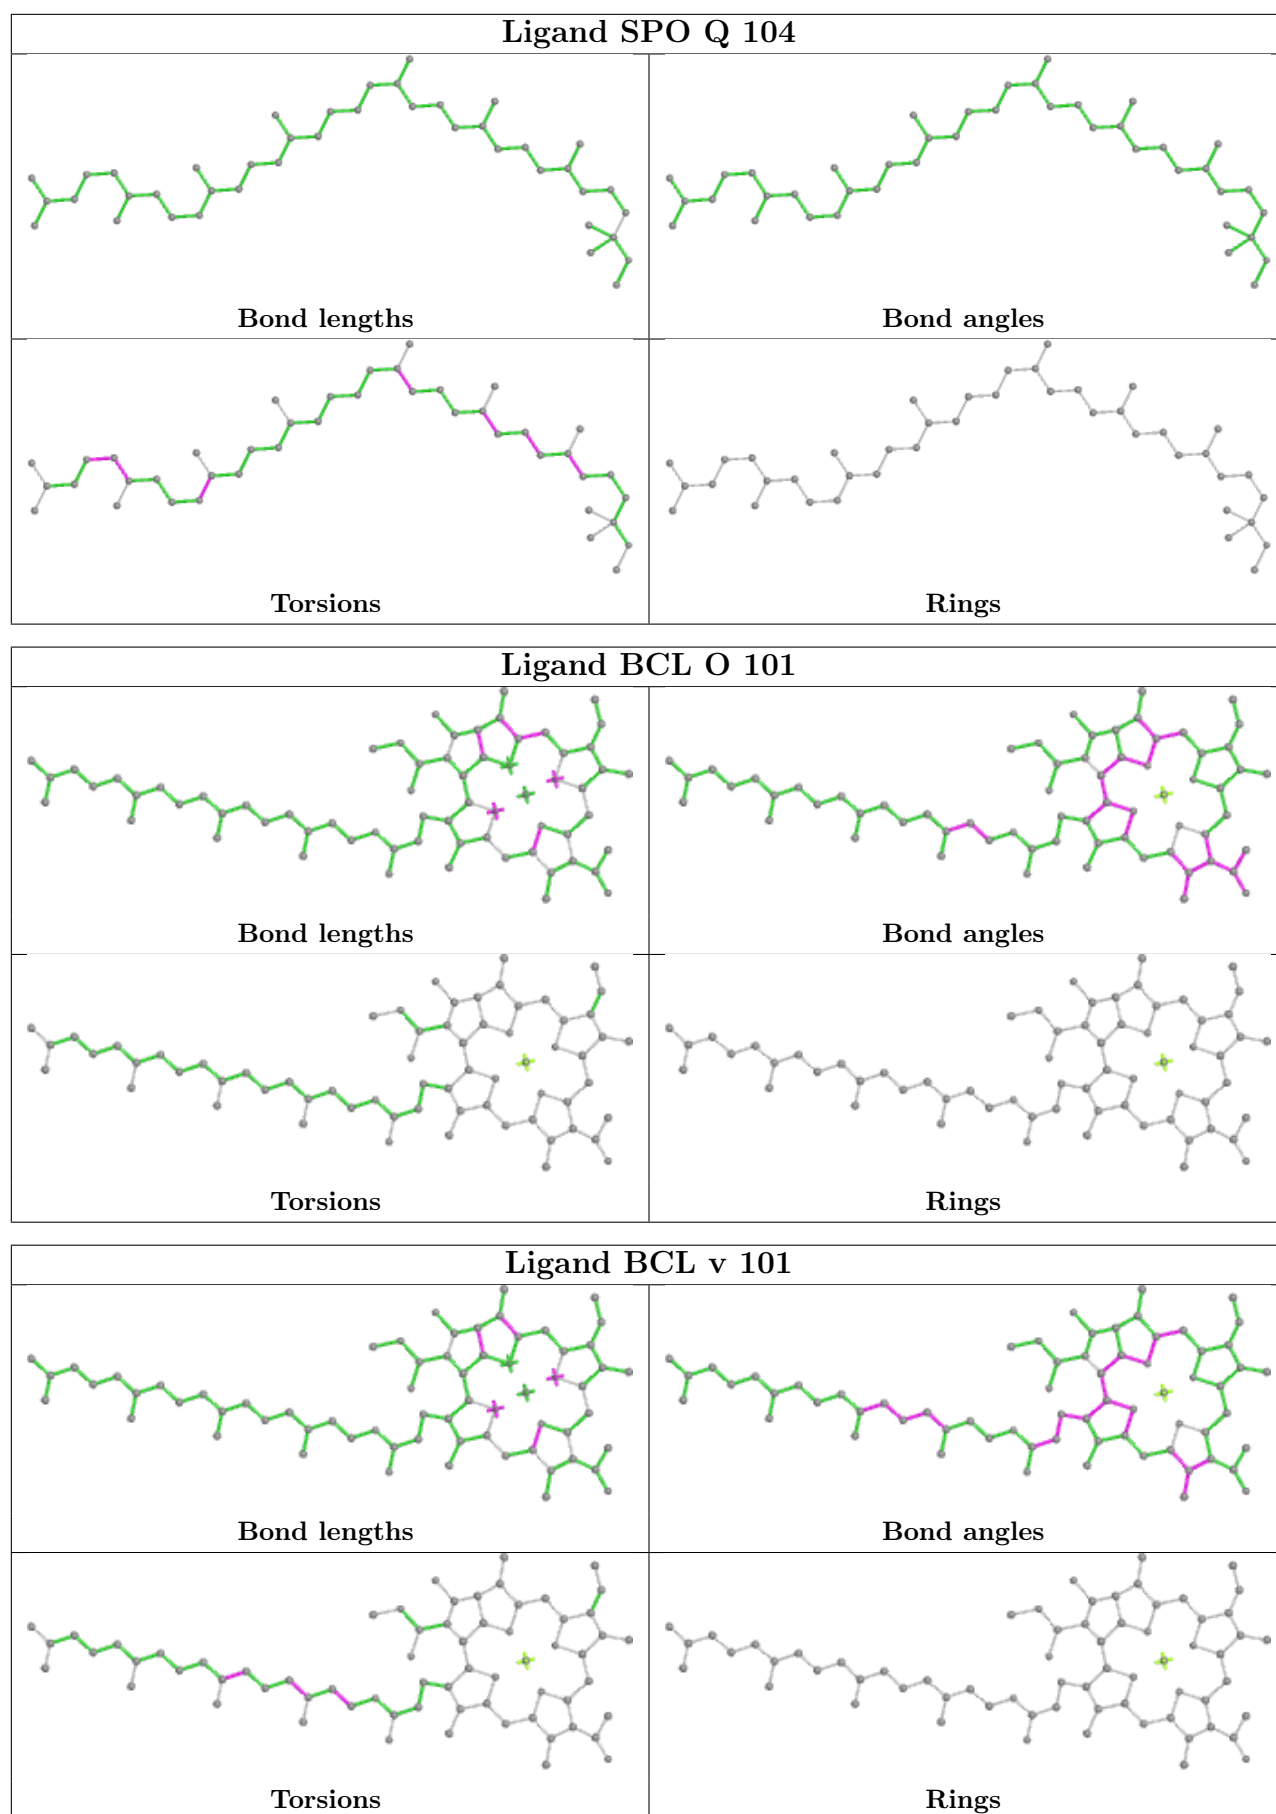 Ligand SPO Q 104
Bond lengths
Bond angles
Torsions
Rings
Ligand BCL O 101
Bond lengths
Bond angles
Torsions
Rings
Ligand BCL v 101
Bond lengths
Bond angles
Torsions
Rings